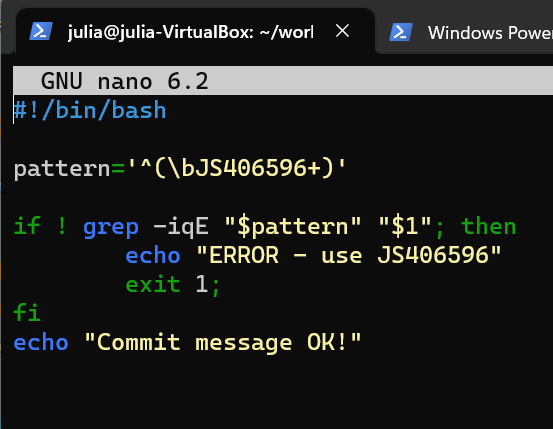 julia@julia-VirtualBox: ~/worl
Windows Power
GNU nano 6.2
#!/bin/bash
pattern='^(\bJS406596+)'
if ! grep -iqE "$pattern" "$1"; then
echo "ERROR - use JS406596"
exit 1;
fi
echo "Commit message OK!"